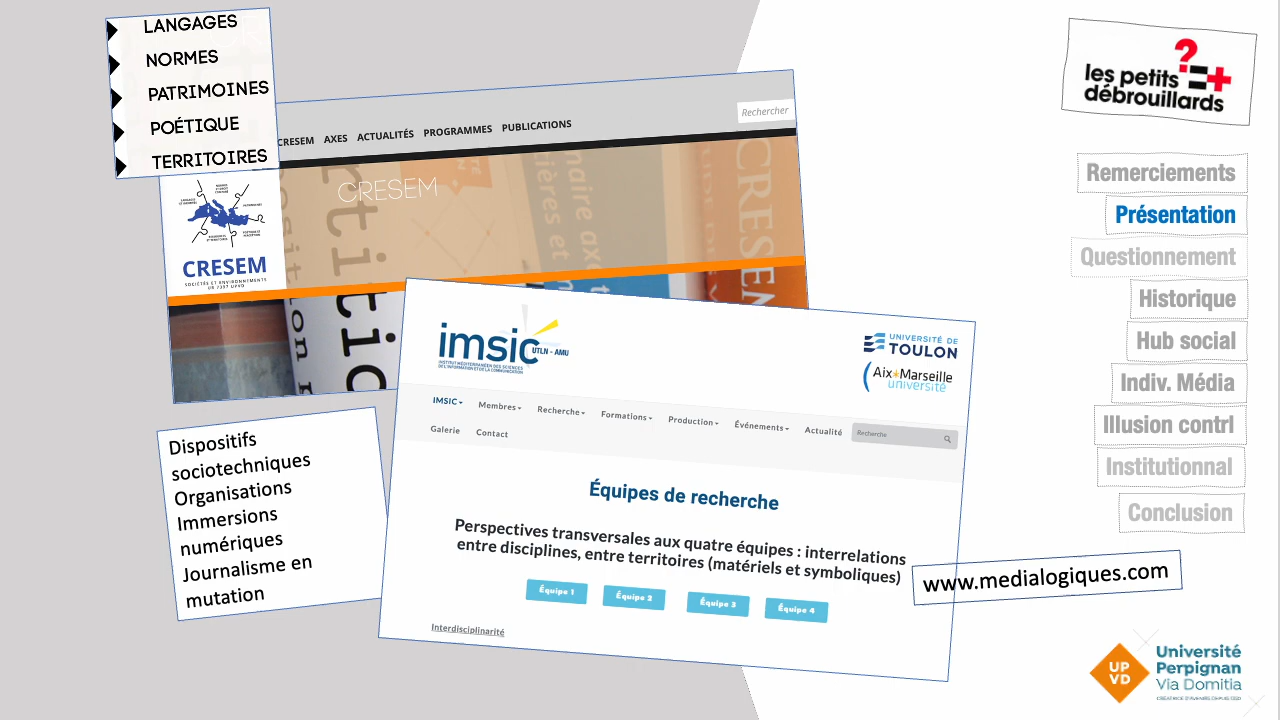 LANGAGES
NORMES
PATRIMOINES
POÉTIQUE
TERRITOIRES
CRESEM AXES ACTUALITÉS PROGRAMMES PUBLICATIONS
Rechercher
CRESEM
CRESEM
SOCIÉTÉS ET ENVIRONNEMENTS
UR 7397 UPVD
imsic
UTLN - AMU
INSTITUT MÉDITERRANÉEN DES SCIENCES
DE L'INFORMATION ET DE LA COMMUNICATION
UNIVERSITÉ DE
TOULON
Aix*Marseille
université
IMSIC Membres Recherche Formations Production Événements Actualité
Recherche
Galerie Contact
Équipes de recherche
Perspectives transversales aux quatre équipes : interrelations
entre disciplines, entre territoires (matériels et symboliques)
Équipe 1 Équipe 2 Équipe 3 Équipe 4
Interdisciplinarité
Dispositifs
sociotechniques
Organisations
Immersions
numériques
Journalisme en
mutation
les petits
débrouillards
Remerciements
Présentation
Questionnement
Historique
Hub social
Indiv. Média
Illusion contrl
Institutionnal
Conclusion
www.medialogiques.com
UP
VD
Université
Perpignan
Via Domitia